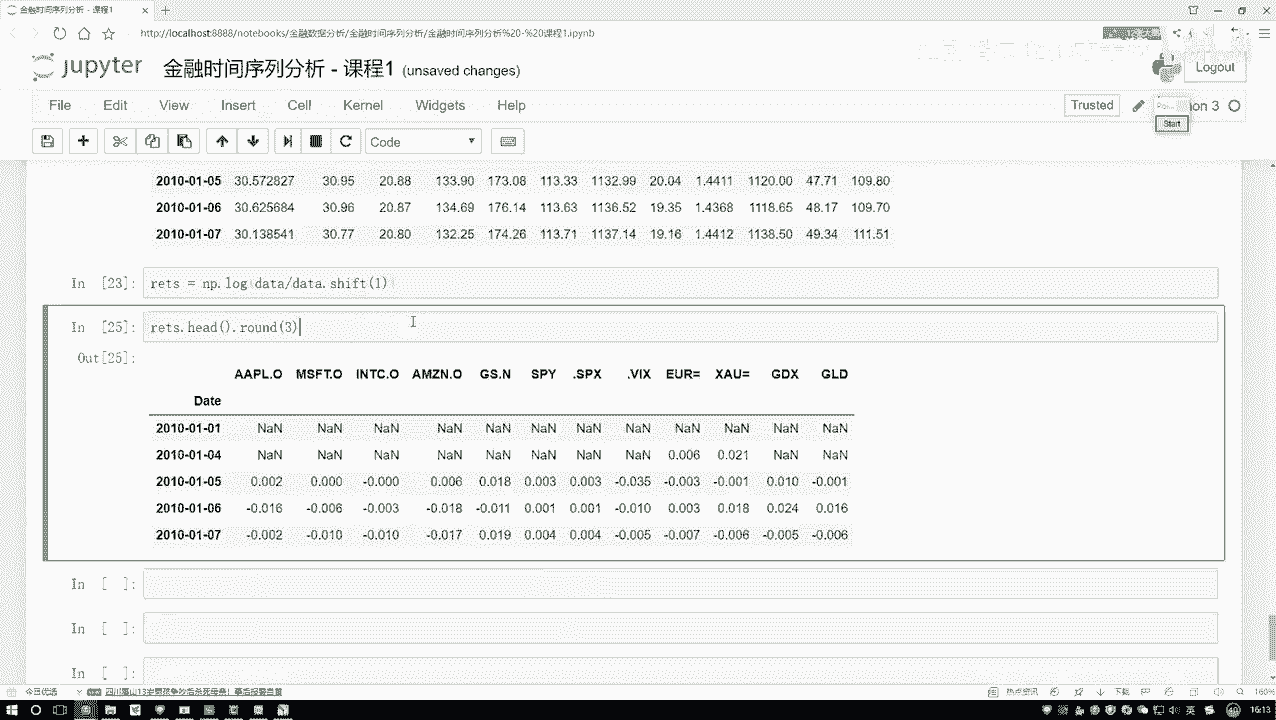 金融时间序列分析 - 课程1
http://localhost:8888/notebooks/金融数据分析/金融时间序列分析/金融时间序列分析%20-%20课程1.ipynb
jupyter 金融时间序列分析 - 课程1 (unsaved changes)
Logout
File Edit View Insert Cell Kernel Widgets Help
Trusted
on 3
Start
Code
2010-01-05 30.572827 30.95 20.88 133.90 173.08 113.33 1132.99 20.04 1.4411 1120.00 47.71 109.80
2010-01-06 30.625684 30.96 20.87 134.69 176.14 113.63 1136.52 19.35 1.4368 1118.65 48.17 109.70
2010-01-07 30.138541 30.77 20.80 132.25 174.26 113.71 1137.14 19.16 1.4412 1138.50 49.34 111.51
In [23]: rets = np.log(data/data.shift(1))
In [25]: rets.head().round(3)
Out[25]:
AAPL.O MSFT.O INTC.O AMZN.O GS.N SPY .SPX .VIX EUR= XAU= GDX GLD
Date
2010-01-01 NaN NaN NaN NaN NaN NaN NaN NaN NaN NaN NaN NaN
2010-01-04 NaN NaN NaN NaN NaN NaN NaN NaN 0.006 0.021 NaN NaN
2010-01-05 0.002 0.000 -0.000 0.006 0.018 0.003 0.003 -0.035 -0.003 -0.001 0.010 -0.001
2010-01-06 -0.016 -0.006 -0.003 -0.018 -0.011 0.001 0.001 -0.010 0.003 0.018 0.024 0.016
2010-01-07 -0.002 -0.010 -0.010 -0.017 0.019 0.004 0.004 -0.005 -0.007 -0.006 -0.005 -0.006
In [ ]:
In [ ]:
In [ ]:
今日优选
热点资讯
下载
160%
英
16:13